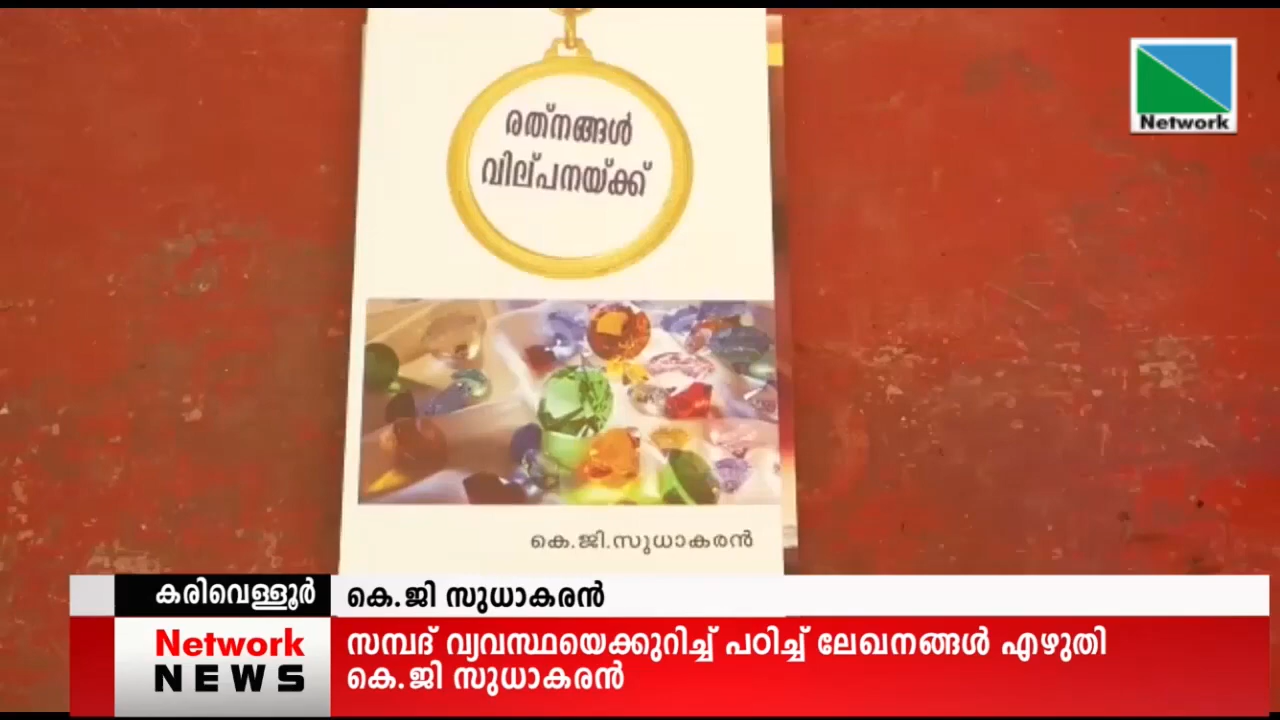 Network
രത്‌നങ്ങൾ
വില്പനയ്ക്ക്
കെ.ജി.സുധാകരൻ
കരിവെള്ളൂർ
കെ.ജി സുധാകരൻ
Network
NEWS
സമ്പദ് വ്യവസ്ഥയെക്കുറിച്ച് പഠിച്ച് ലേഖനങ്ങൾ എഴുതി
കെ.ജി സുധാകരൻ